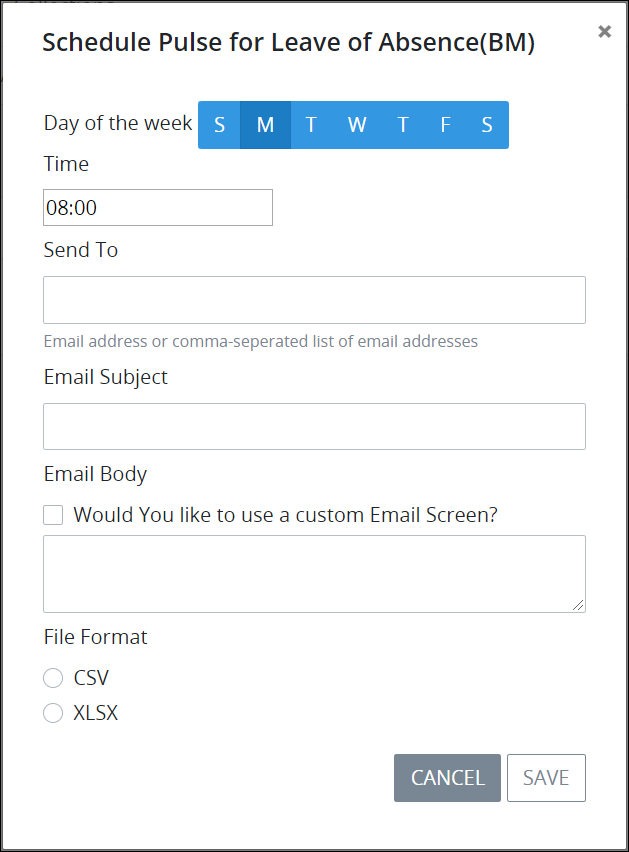 Schedule Pulse for Leave of Absence(BM)
×
Day of the week S M T W T F S
Time
08:00
Send To
Email address or comma-seperated list of email addresses
Email Subject
Email Body
Would You like to use a custom Email Screen?
File Format
CSV
XLSX
CANCEL SAVE